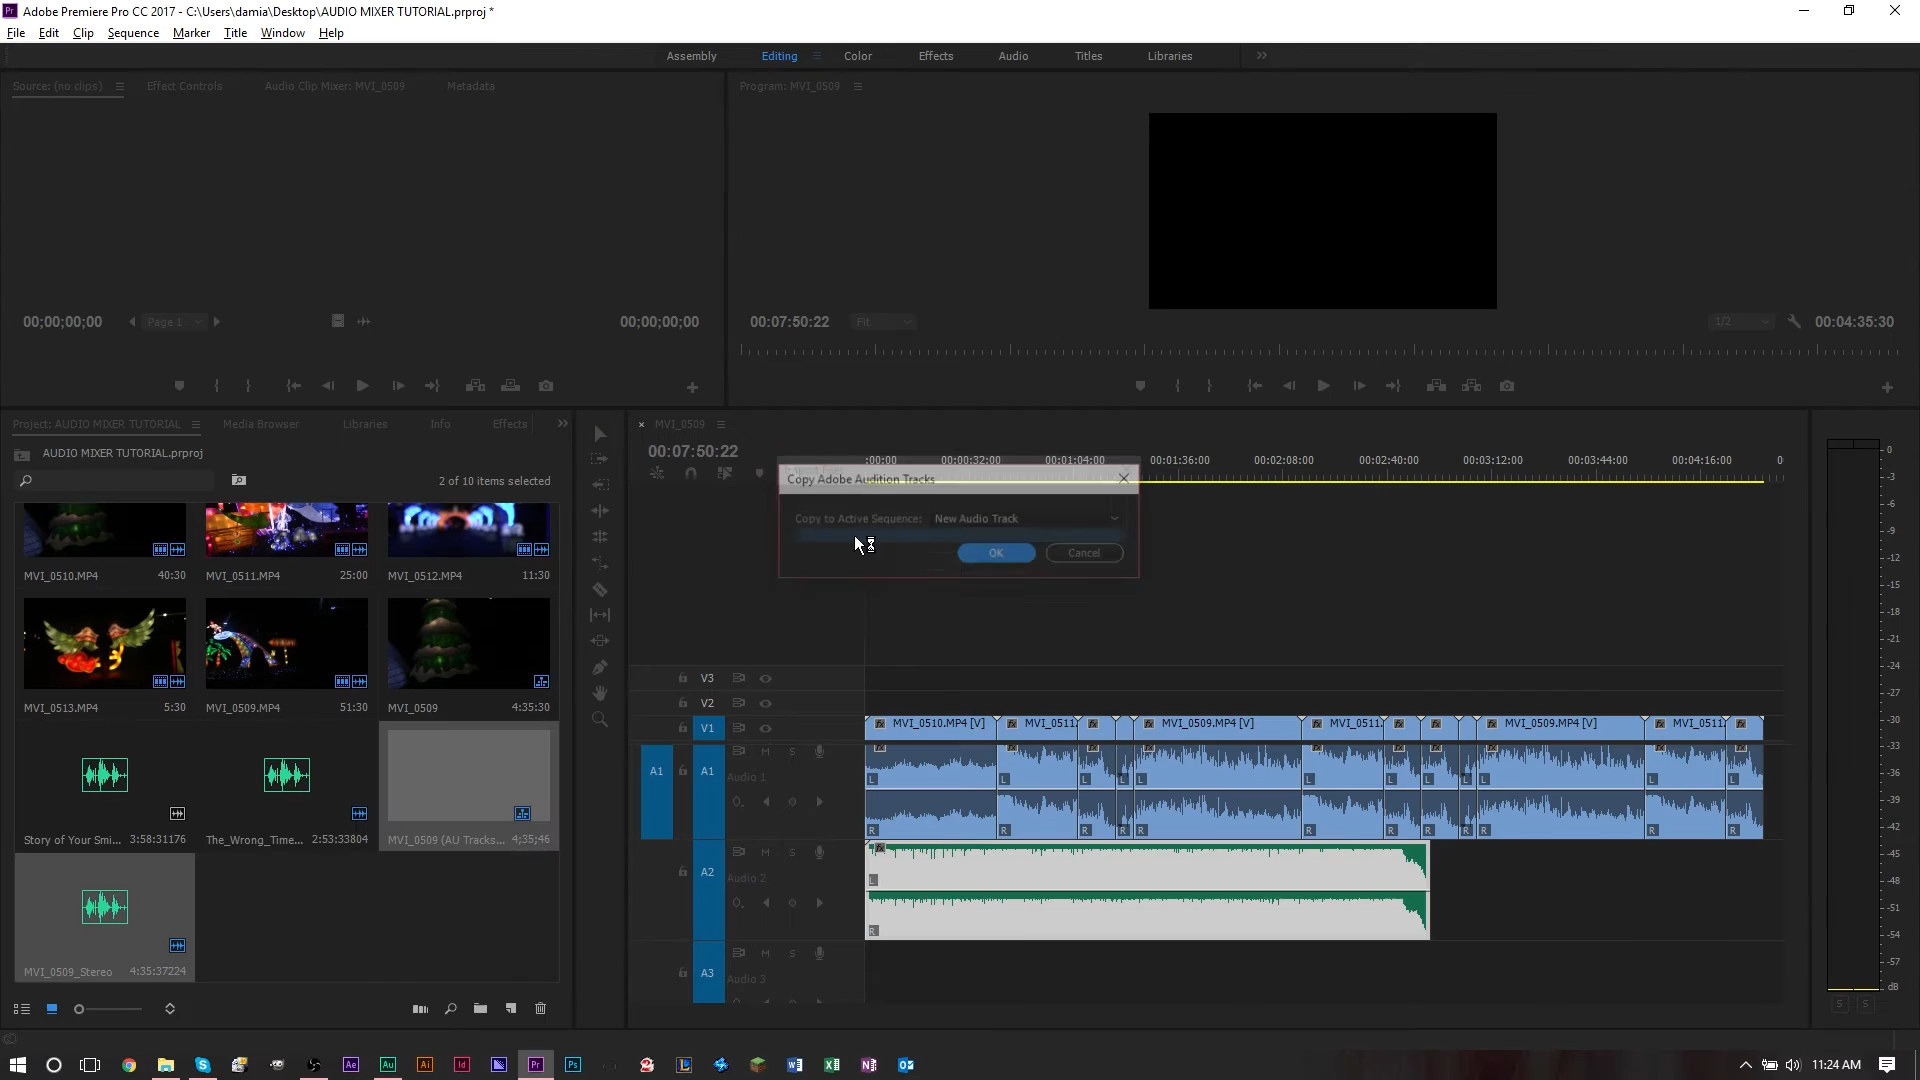 Adobe Premiere Pro CC 2017 - C:\Users\damia\Desktop\AUDIO MIXER TUTORIAL.prproj *
File Edit Clip Sequence Marker Title Window Help
Assembly Editing Color Effects Audio Titles Libraries
Source: (no clips) Effect Controls Audio Clip Mixer: MVI_0509 Metadata
Program: MVI_0509
00;00;00;00 Page 1 00;00;00;00
00:07:50:22 Fit 1/2 00:04:35:30
Project: AUDIO MIXER TUTORIAL Media Browser Libraries Info Effects
AUDIO MIXER TUTORIAL.prproj
2 of 10 items selected
MVI_0510.MP4 40:30
MVI_0511.MP4 25:00
MVI_0512.MP4 11:30
MVI_0513.MP4 5:30
MVI_0509.MP4 51:30
MVI_0509 4:35:30
Story of Your Smi... 3:58:31176
The_Wrong_Time... 2:53:33804
MVI_0509 (AU Tracks... 4;35;46
MVI_0509_Stereo 4:35:37224
MVI_0509
00:07:50:22
:00:00 00:00:32:00 00:01:04:00 00:01:36:00 00:02:08:00 00:02:40:00 00:03:12:00 00:03:44:00 00:04:16:00 0
Copy Adobe Audition Tracks
Copy to Active Sequence: New Audio Track
OK Cancel
V3
V2
V1
MVI_0510.MP4 [V] MVI_0511. MVI_0509.MP4 [V] MVI_0511. MVI_0509.MP4 [V] MVI_0511.
A1 A1 M S
Audio 1
L L L L L L L L L L L L
R R R R R R R R R R R R
A2 M S
Audio 2
L
R
A3 M S
Audio 3
0
-3
-6
-9
-12
-15
-18
-21
-24
-27
-30
-33
-36
-39
-42
-45
-48
-51
-54
-57
dB
S S
Ae Au Ai Id Pr Ps
11:24 AM